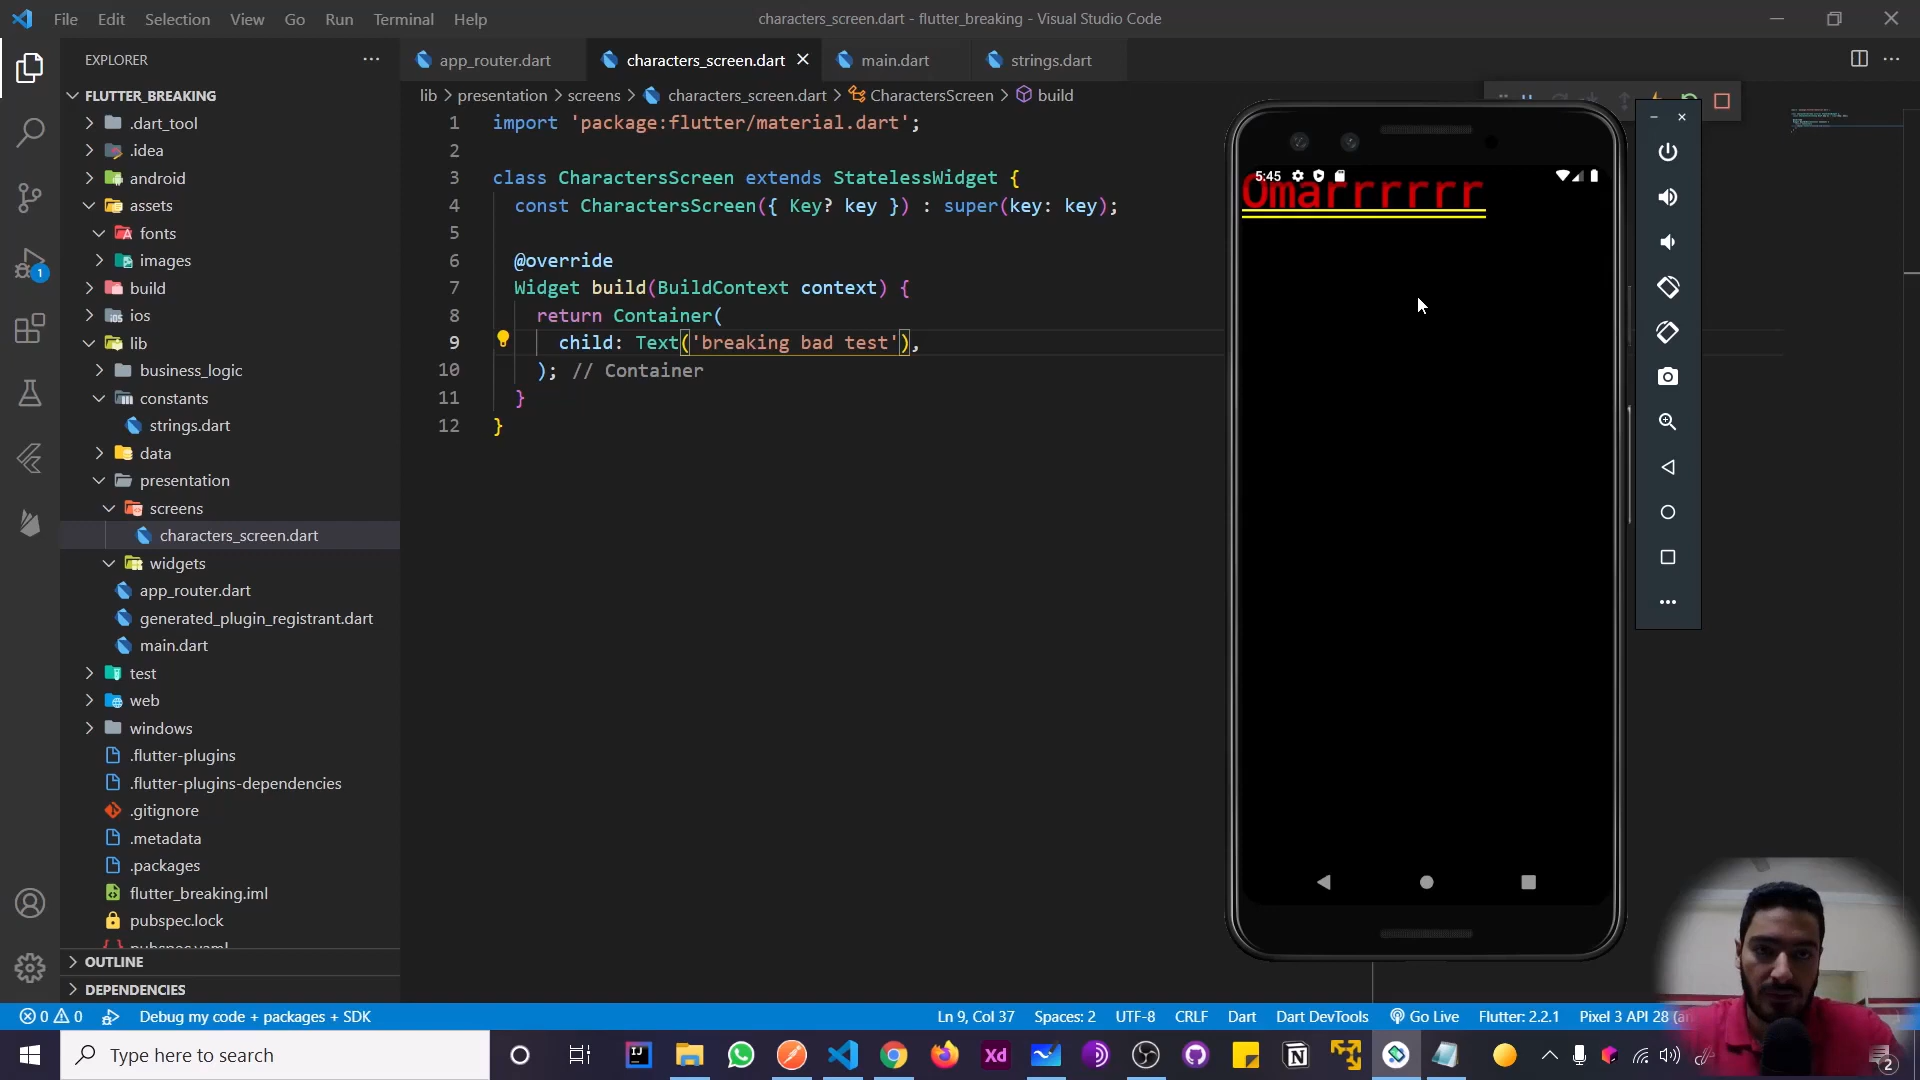 File Edit Selection View Go Run Terminal Help
characters_screen.dart - flutter_breaking - Visual Studio Code
EXPLORER
FLUTTER_BREAKING
.dart_tool
.idea
android
assets
fonts
images
build
ios
lib
business_logic
constants
strings.dart
data
presentation
screens
characters_screen.dart
widgets
app_router.dart
generated_plugin_registrant.dart
main.dart
test
web
windows
.flutter-plugins
.flutter-plugins-dependencies
.gitignore
.metadata
.packages
flutter_breaking.iml
pubspec.lock
pubspec.yaml
OUTLINE
DEPENDENCIES
1
app_router.dart characters_screen.dart main.dart strings.dart
lib > presentation > screens > characters_screen.dart > CharactersScreen > build
1 import 'package:flutter/material.dart';
2
3 class CharactersScreen extends StatelessWidget {
4 const CharactersScreen({ Key? key }) : super(key: key);
5
6 @override
7 Widget build(BuildContext context) {
8 return Container(
9 child: Text('breaking bad test'),
10 ); // Container
11 }
12 }
5:45
Omarrrrrrr
0 0 Debug my code + packages + SDK
Ln 9, Col 37 Spaces: 2 UTF-8 CRLF Dart Dart DevTools Go Live Flutter: 2.2.1 Pixel 3 API 28
Type here to search
IJ
Xd
N
2